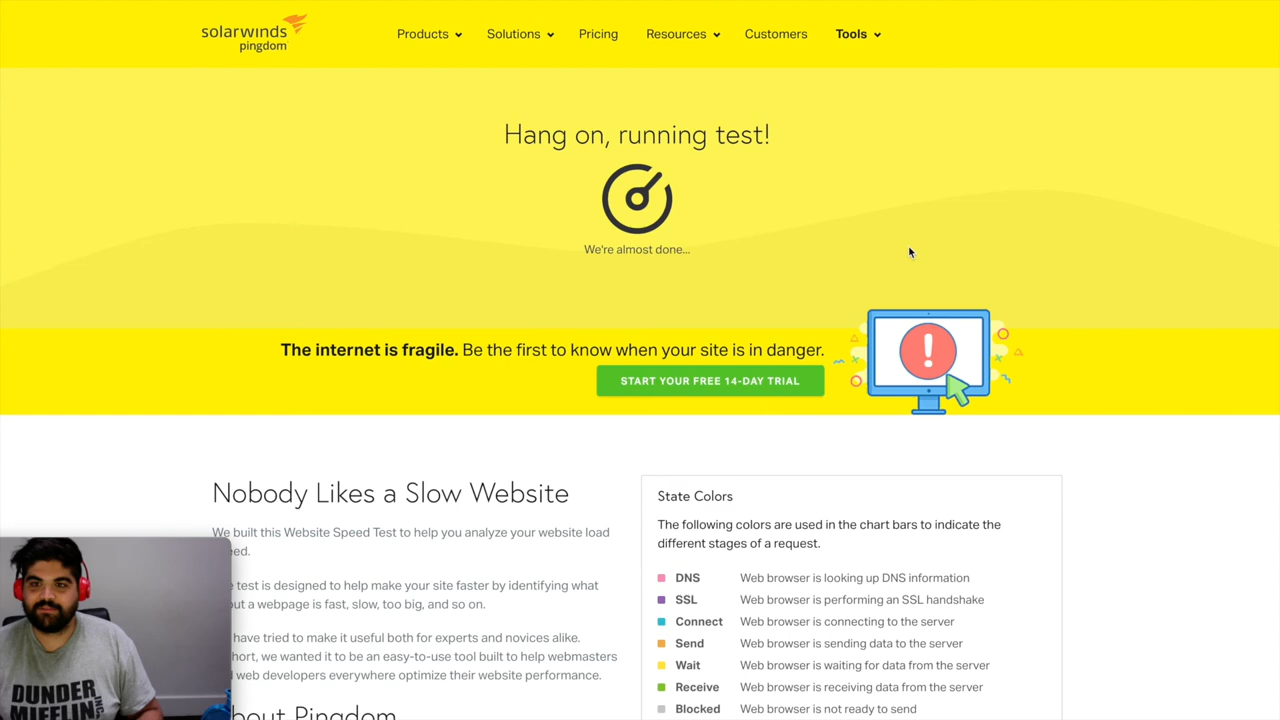 solarwinds
pingdom
Products
Solutions
Pricing
Resources
Customers
Tools
Hang on, running test!
We're almost done...
The internet is fragile. Be the first to know when your site is in danger.
START YOUR FREE 14-DAY TRIAL
Nobody Likes a Slow Website
We built this Website Speed Test to help you analyze your website load
eed.
e test is designed to help make your site faster by identifying what
out a webpage is fast, slow, too big, and so on.
have tried to make it useful both for experts and novices alike.
hort, we wanted it to be an easy-to-use tool built to help webmasters
web developers everywhere optimize their website performance.
bout Pingdom
State Colors
The following colors are used in the chart bars to indicate the
different stages of a request.
DNS Web browser is looking up DNS information
SSL Web browser is performing an SSL handshake
Connect Web browser is connecting to the server
Send Web browser is sending data to the server
Wait Web browser is waiting for data from the server
Receive Web browser is receiving data from the server
Blocked Web browser is not ready to send
DUNDER
MIFFLIN INC